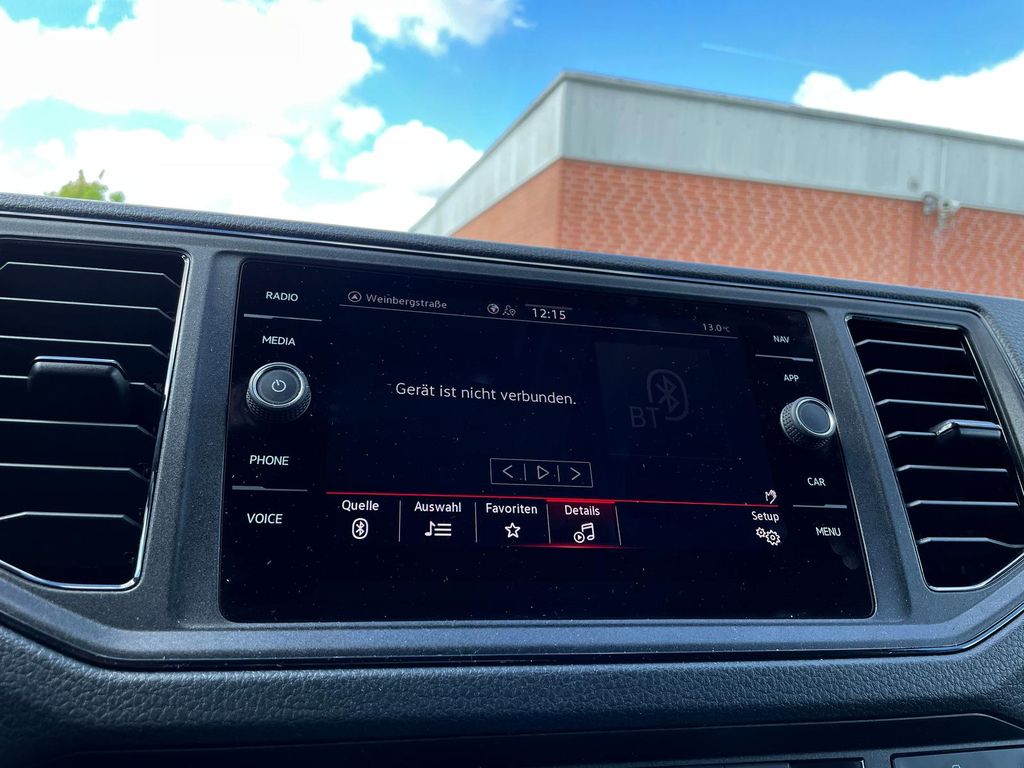 RADIO
MEDIA
PHONE
VOICE
Weinbergstraße
12:15
13.0°C
Gerät ist nicht verbunden.
BT
Quelle
Auswahl
Favoriten
Details
Setup
NAV
APP
CAR
MENU